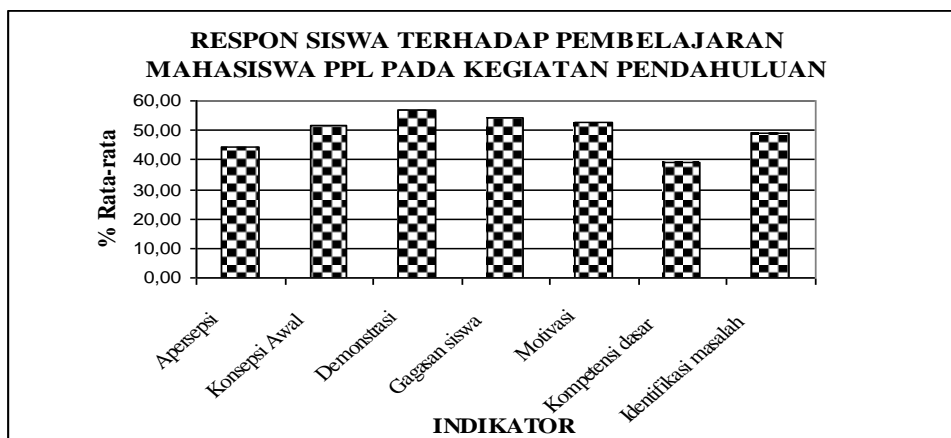 RESPON SISWA TERHADAP PEMBELAJARAN
MAHASISWA PPL PADA KEGIATAN PENDAHULUAN
% Rata-rata
60,00
50,00
40,00
30,00
20,00
10,00
0,00
Apersepsi
Konsepsi Awal
Demonstrasi
Gagasan siswa
Motivasi
Kompetensi dasar
Identifikasi masalah
INDIKATOR